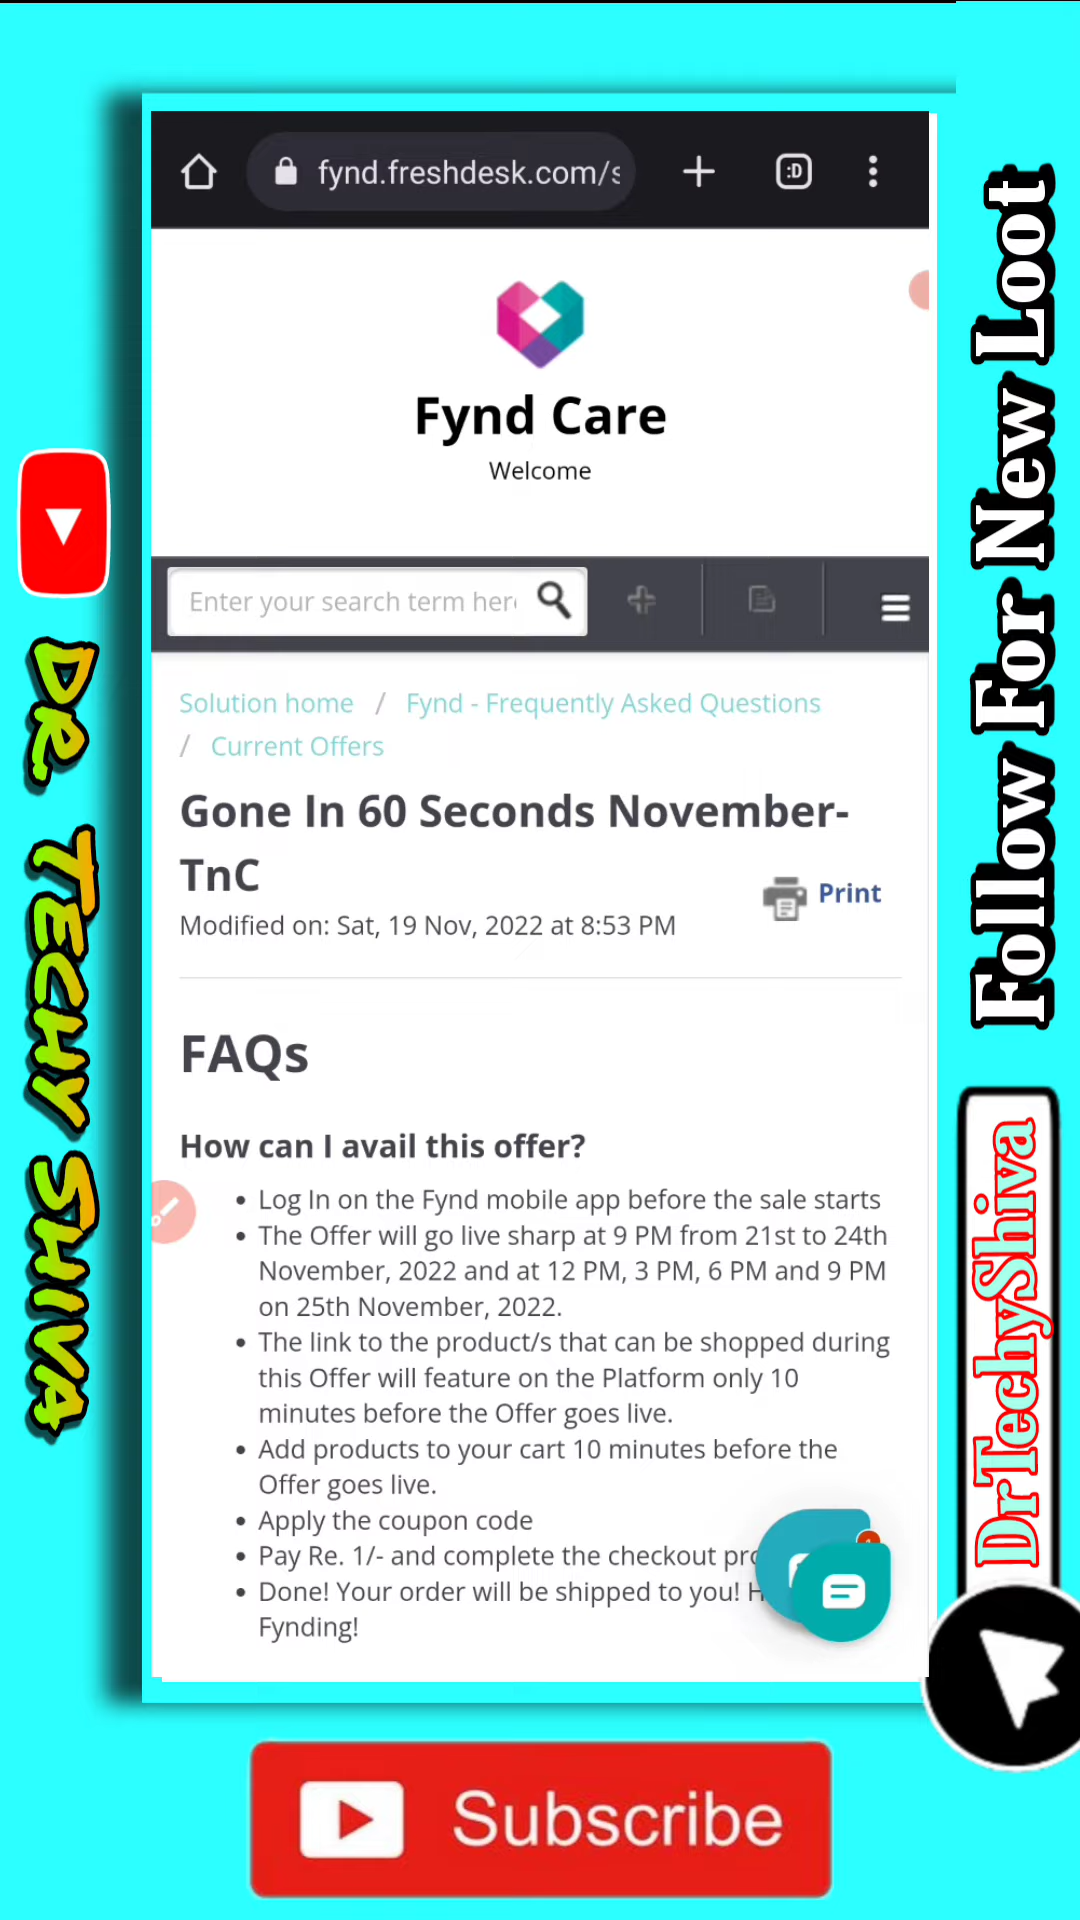 :D
fynd.freshdesk.com/s
Fynd Care
Welcome
Enter your search term her
Solution home / Fynd - Frequently Asked Questions
/ Current Offers
Gone In 60 Seconds November-
TnC
Print
Modified on: Sat, 19 Nov, 2022 at 8:53 PM
FAQs
How can I avail this offer?
• Log In on the Fynd mobile app before the sale starts
• The Offer will go live sharp at 9 PM from 21st to 24th
November, 2022 and at 12 PM, 3 PM, 6 PM and 9 PM
on 25th November, 2022.
• The link to the product/s that can be shopped during
this Offer will feature on the Platform only 10
minutes before the Offer goes live.
• Add products to your cart 10 minutes before the
Offer goes live.
• Apply the coupon code
• Pay Re. 1/- and complete the checkout pro
• Done! Your order will be shipped to you! H
Fynding!
DR. TECHY SHIVA
Follow For New Loot
DrTechyShiva
Subscribe